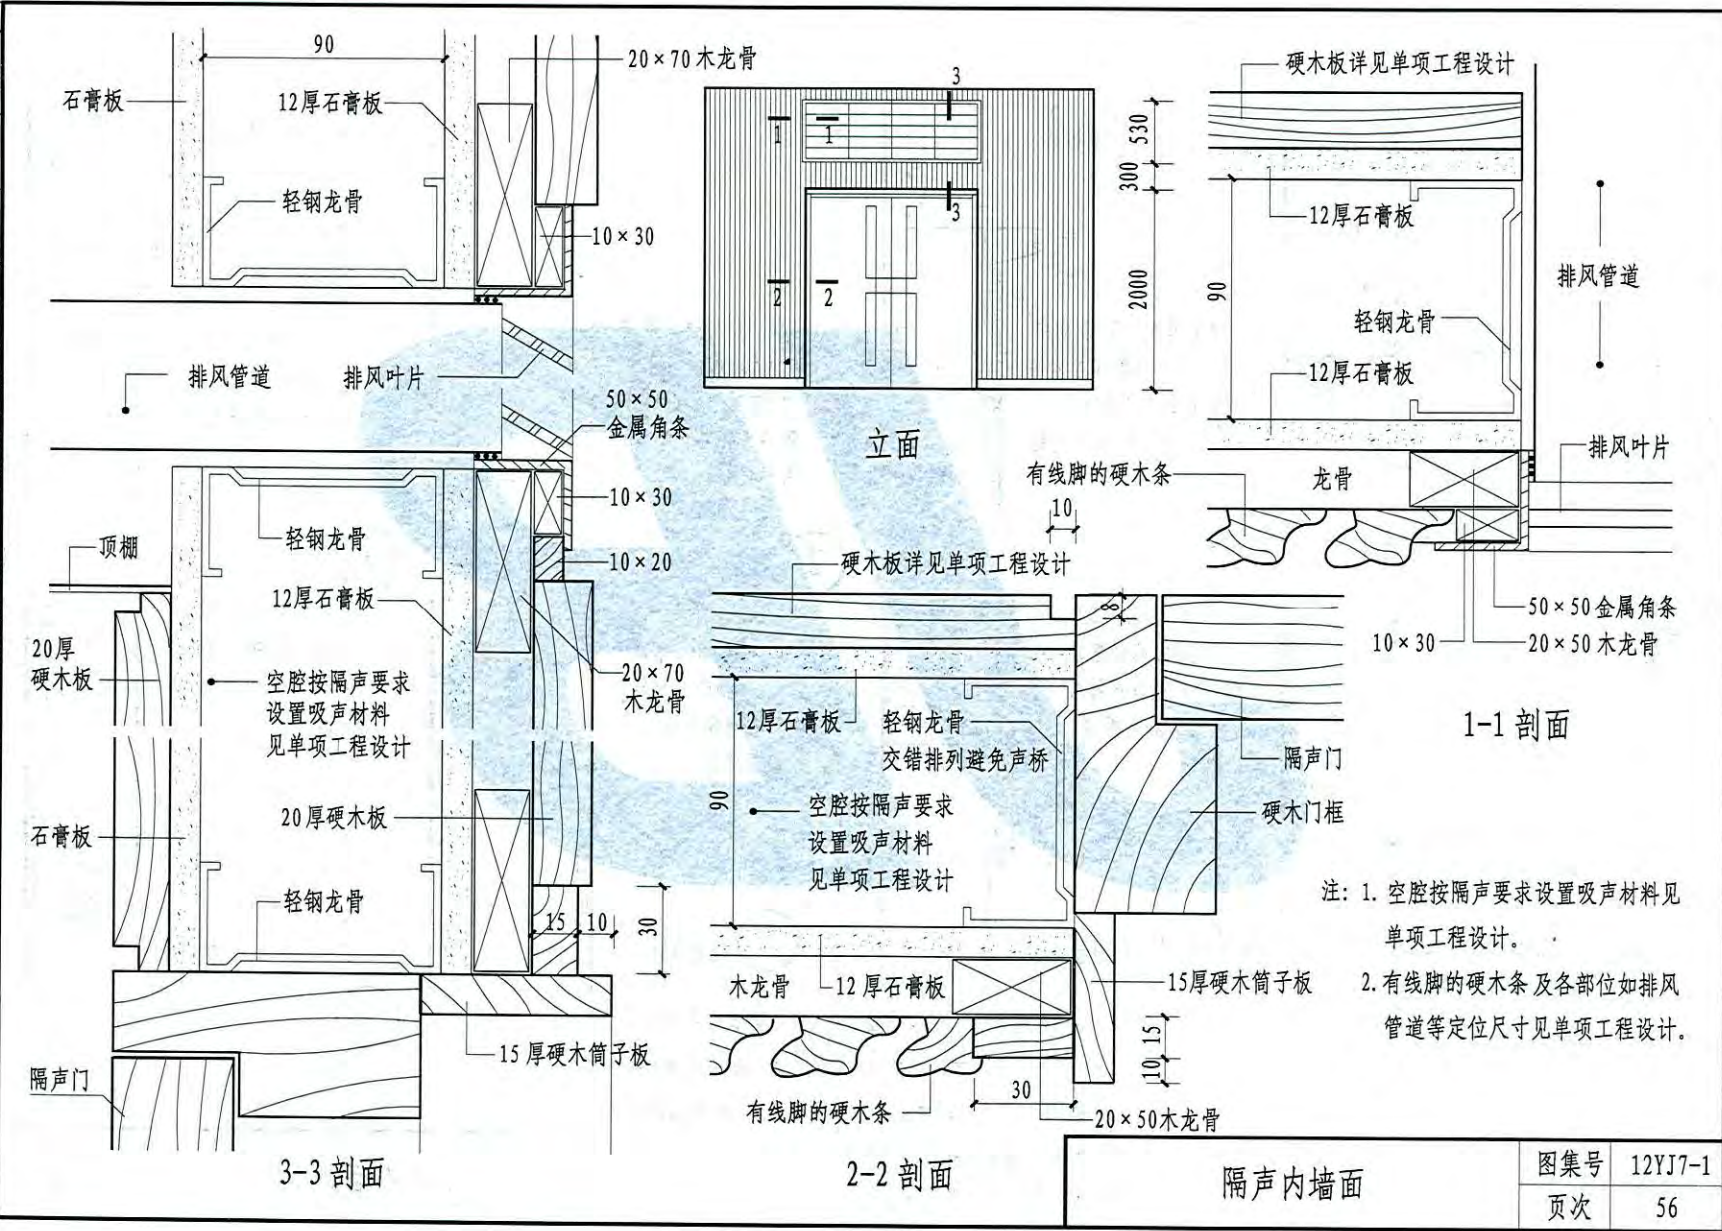 90
20×70木龙骨
石膏板
12厚石膏板
轻钢龙骨
10×30
排风管道
排风叶片
50×50
金属角条
10×30
轻钢龙骨
顶棚
10×20
12厚石膏板
20厚
硬木板
空腔按隔声要求
设置吸声材料
见单项工程设计
20×70
木龙骨
20厚硬木板
石膏板
轻钢龙骨
15
10
30
15厚硬木筒子板
隔声门
3-3剖面
3
1
1
3
2
2
530
300
2000
立面
硬木板详见单项工程设计
12厚石膏板
排风管道
90
轻钢龙骨
12厚石膏板
排风叶片
龙骨
有线脚的硬木条
10
50×50金属角条
10×30
20×50木龙骨
1-1剖面
硬木板详见单项工程设计
8
12厚石膏板
轻钢龙骨
交错排列避免声桥
隔声门
90
空腔按隔声要求
设置吸声材料
见单项工程设计
硬木门框
木龙骨
12厚石膏板
15厚硬木筒子板
15
10
30
有线脚的硬木条
20×50木龙骨
2-2剖面
注: 1. 空腔按隔声要求设置吸声材料见
单项工程设计。
2. 有线脚的硬木条及各部位如排风
管道等定位尺寸见单项工程设计。
隔声内墙面
图集号
12YJ7-1
页次
56